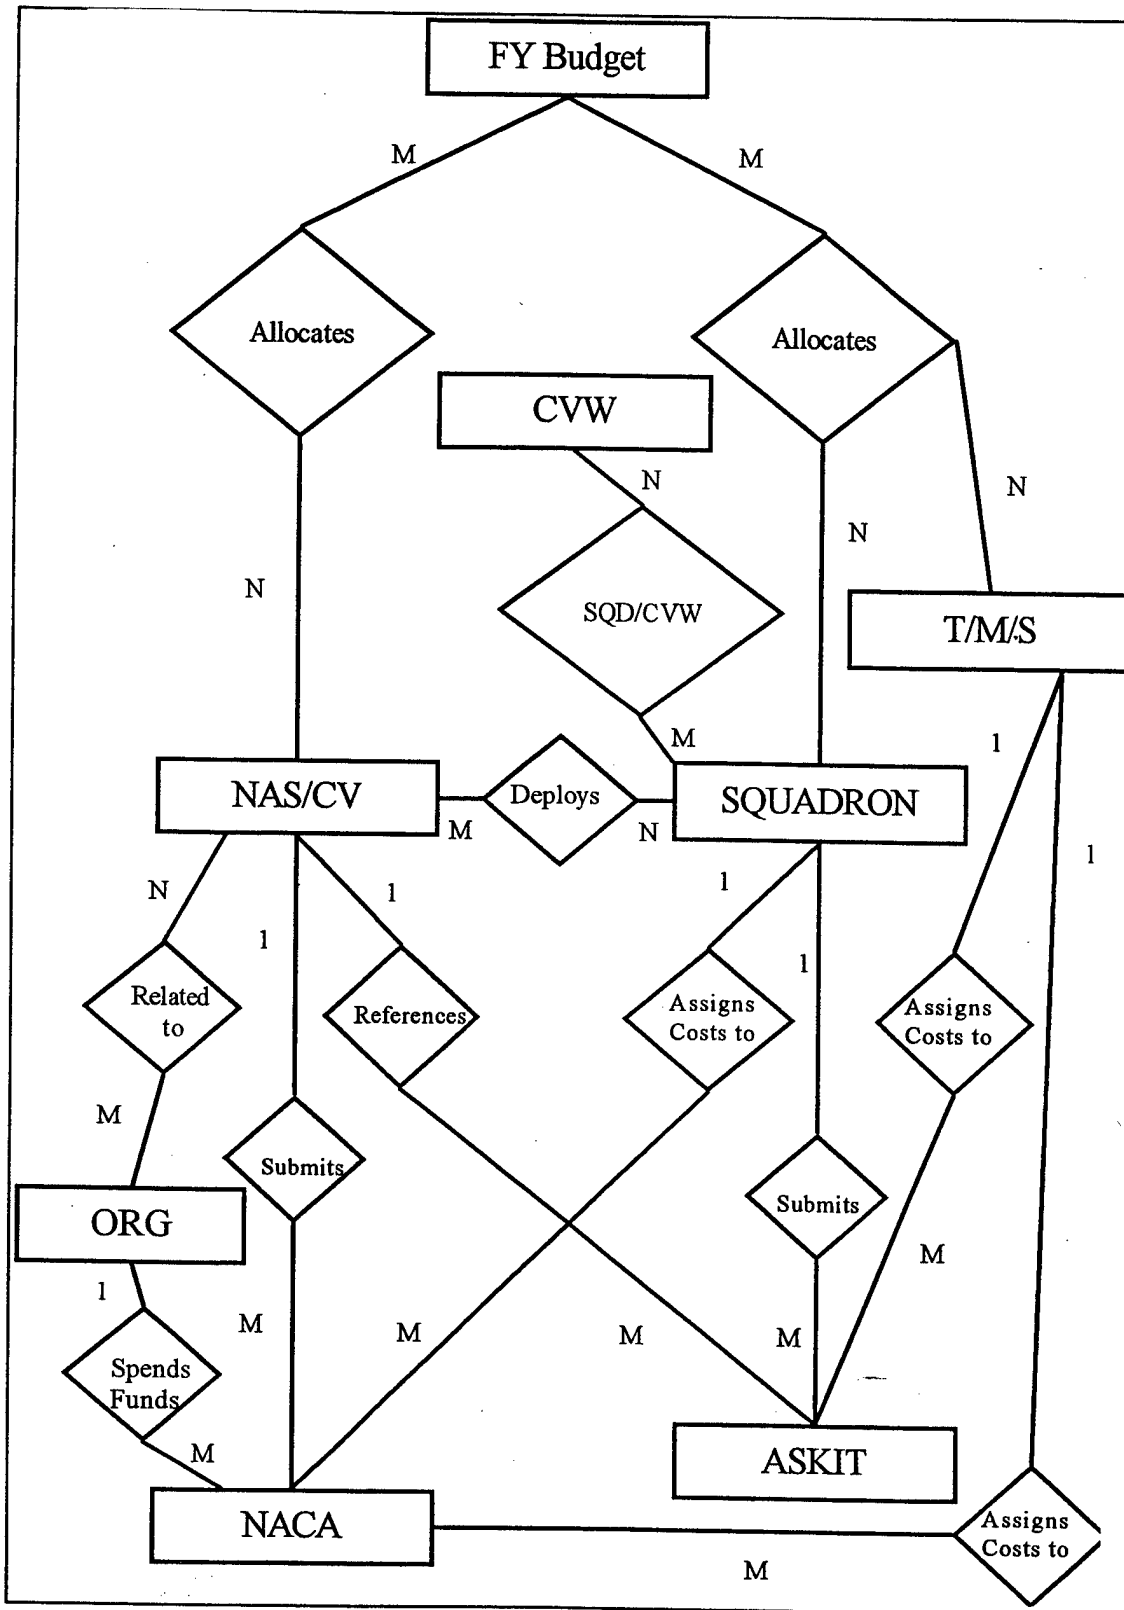 FY Budget
M
M
Allocates
Allocates
CVW
N
N
N
N
SQD/CVW
T/M/S
M
1
NAS/CV
M
Deploys
N
SQUADRON
1
N
1
1
1
1
Related
to
References
Assigns
Costs to
Assigns
Costs to
M
Submits
Submits
ORG
M
1
M
M
M
M
Spends
Funds
M
ASKIT
NACA
Assigns
Costs to
M